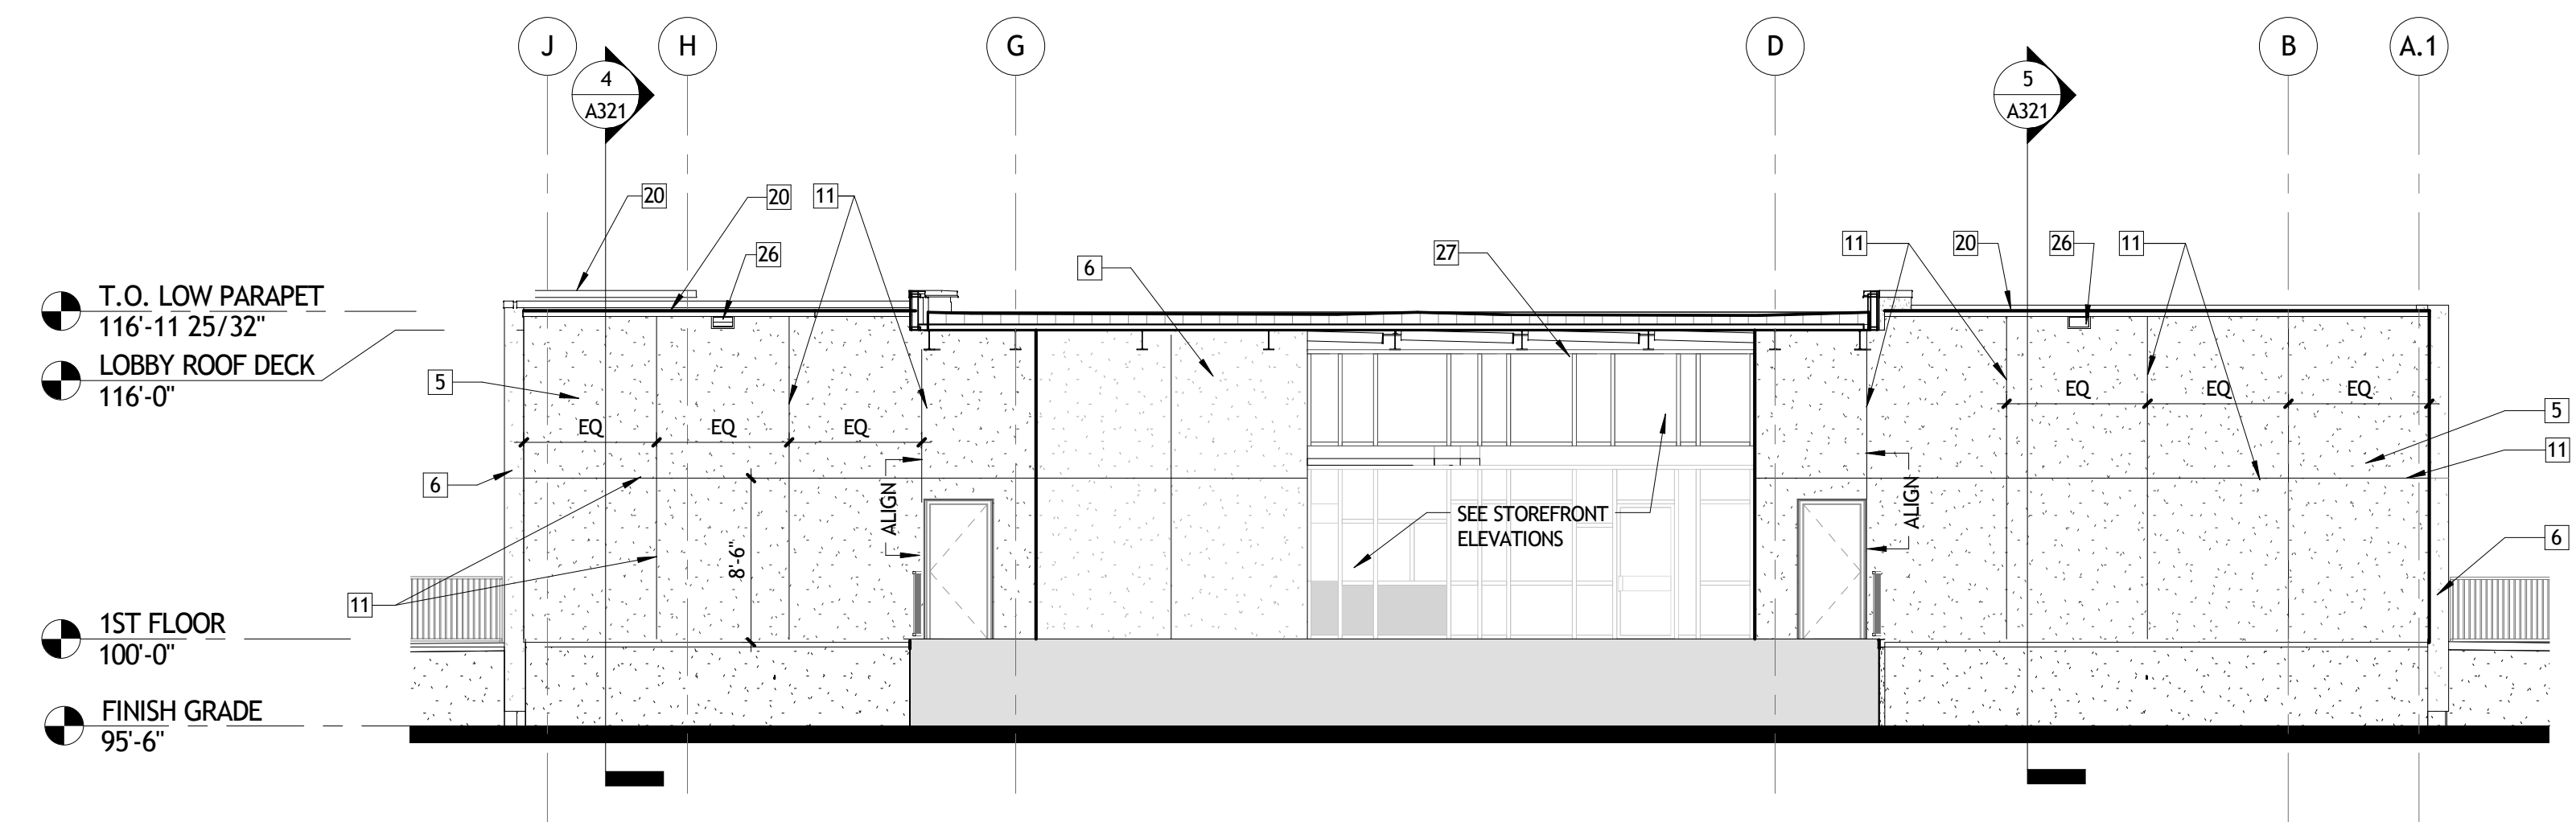 J
H
G
D
B
A.1
4
A321
5
A321
20
20
11
26
6
27
11
20
26
11
T.O. LOW PARAPET
116'-11 25/32"
LOBBY ROOF DECK
116'-0"
5
EQ
EQ
EQ
EQ
EQ
EQ
5
11
6
ALIGN
ALIGN
8'-6"
SEE STOREFRONT
ELEVATIONS
6
11
1ST FLOOR
100'-0"
FINISH GRADE
95'-6"